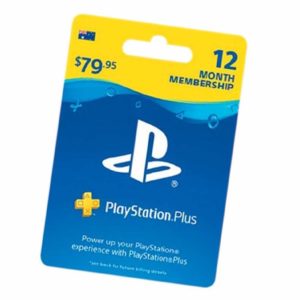 $79.95
12
MONTH
MEMBERSHIP
®
PlayStation®Plus
Power up your PlayStation®
experience with PlayStation®Plus